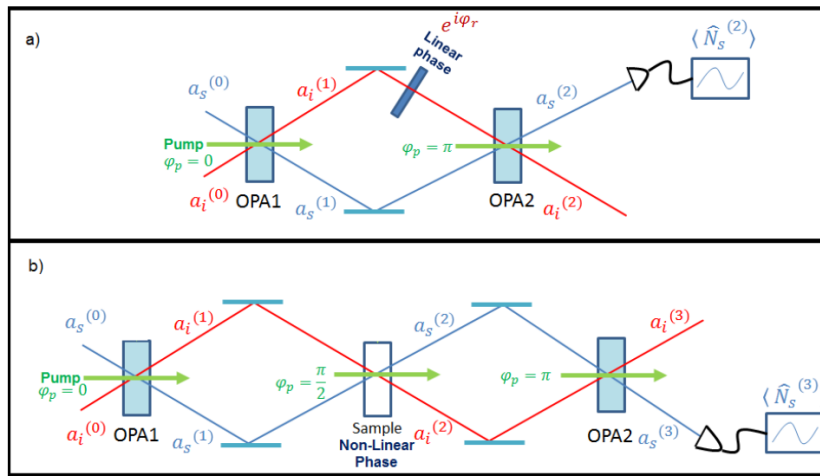 a)
e^{iφ_r}
Linear
phase
⟨ N̂_s^{(2)} ⟩
a_s^{(0)}
a_i^{(1)}
a_s^{(2)}
Pump
φ_p = 0
φ_p = π
a_i^{(0)}
OPA1
a_s^{(1)}
OPA2
a_i^{(2)}
b)
a_s^{(0)}
a_i^{(1)}
a_s^{(2)}
a_i^{(3)}
Pump
φ_p = 0
φ_p = π/2
φ_p = π
⟨ N̂_s^{(3)} ⟩
a_i^{(0)}
OPA1
a_s^{(1)}
Sample
Non-Linear
Phase
a_i^{(2)}
OPA2
a_s^{(3)}